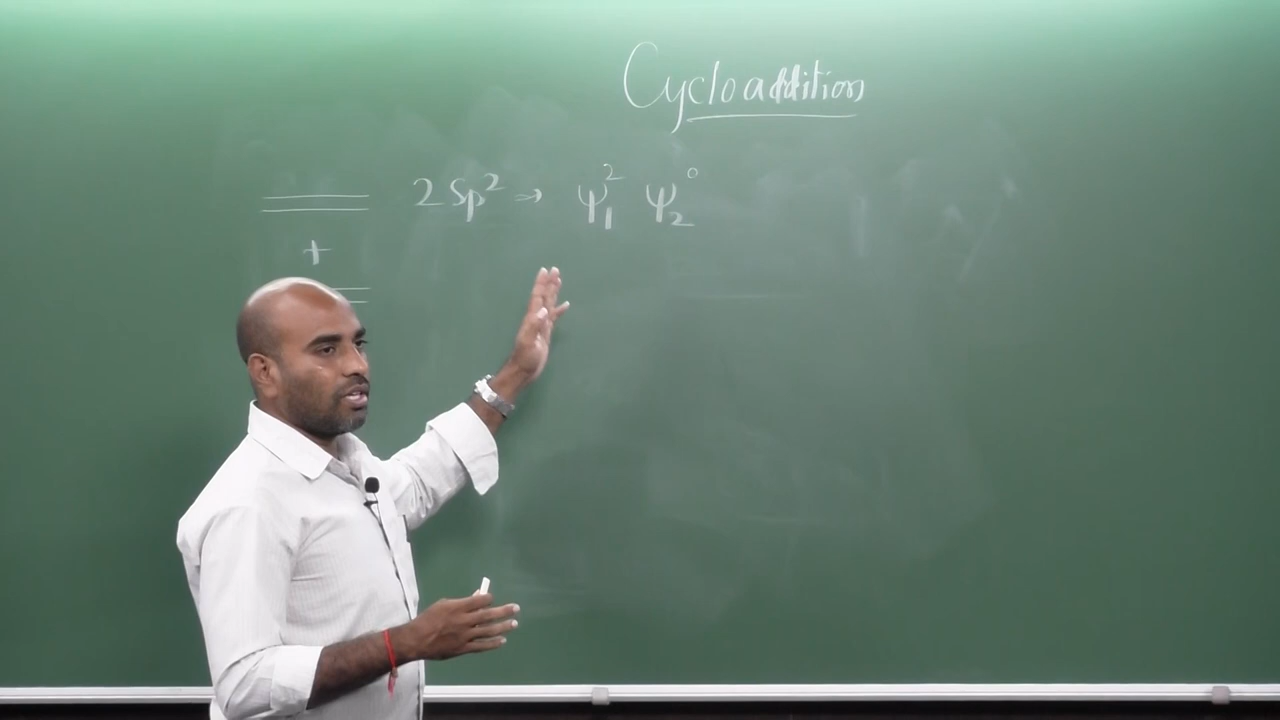 Cycloaddition
2 sp² → ψ₁² ψ₂⁰
+